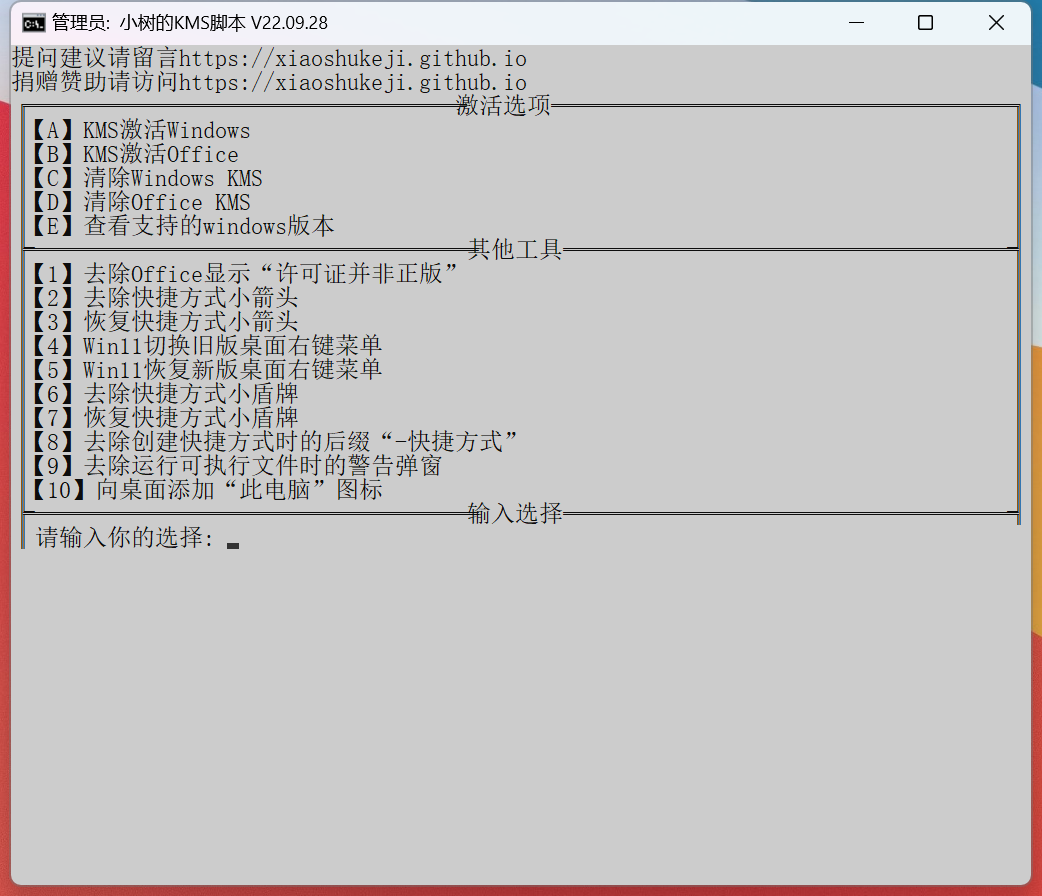 管理员: 小树的KMS脚本 V22.09.28
提问建议请留言https://xiaoshukeji.github.io
捐赠赞助请访问https://xiaoshukeji.github.io
激活选项
【A】KMS激活Windows
【B】KMS激活Office
【C】清除Windows KMS
【D】清除Office KMS
【E】查看支持的windows版本
其他工具
【1】去除Office显示“许可证并非正版”
【2】去除快捷方式小箭头
【3】恢复快捷方式小箭头
【4】Win11切换旧版桌面右键菜单
【5】Win11恢复新版桌面右键菜单
【6】去除快捷方式小盾牌
【7】恢复快捷方式小盾牌
【8】去除创建快捷方式时的后缀“-快捷方式”
【9】去除运行可执行文件时的警告弹窗
【10】向桌面添加“此电脑”图标
输入选择
请输入你的选择: